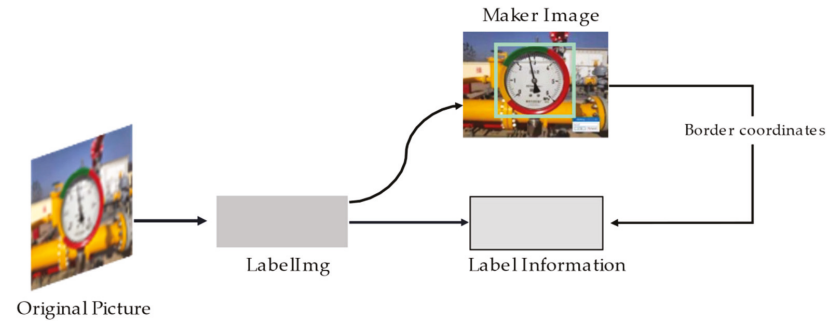 Maker Image
Border coordinates
LabelImg
Label Information
Original Picture